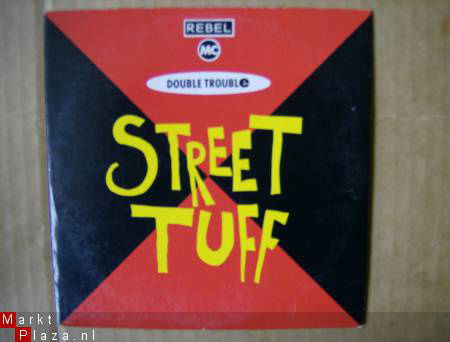 REBEL
MC
DOUBLE TROUBLe
STREET
TUFF
Markt
Plaza.nl